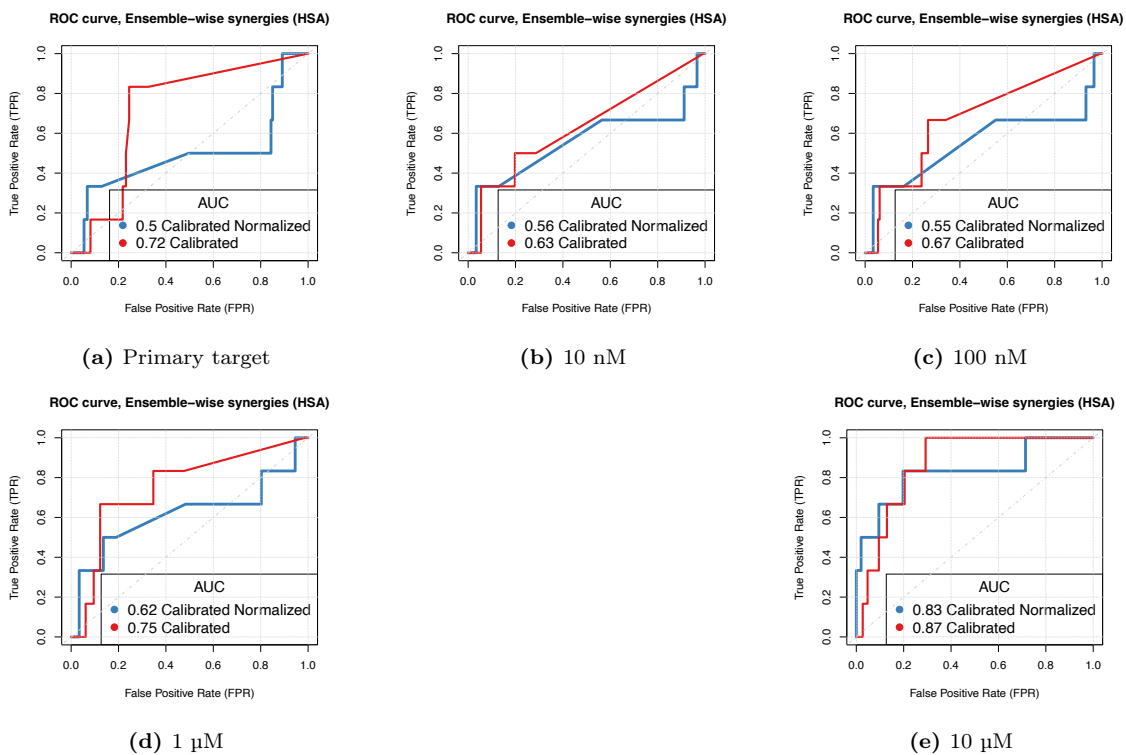 ROC curve, Ensemble−wise synergies (HSA)
True Positive Rate (TPR)
1.0
0.8
0.6
0.4
0.2
0.0
AUC
0.5 Calibrated Normalized
0.72 Calibrated
0.0 0.2 0.4 0.6 0.8 1.0
False Positive Rate (FPR)
(a) Primary target
ROC curve, Ensemble−wise synergies (HSA)
True Positive Rate (TPR)
1.0
0.8
0.6
0.4
0.2
0.0
AUC
0.56 Calibrated Normalized
0.63 Calibrated
0.0 0.2 0.4 0.6 0.8 1.0
False Positive Rate (FPR)
(b) 10 nM
ROC curve, Ensemble−wise synergies (HSA)
True Positive Rate (TPR)
1.0
0.8
0.6
0.4
0.2
0.0
AUC
0.55 Calibrated Normalized
0.67 Calibrated
0.0 0.2 0.4 0.6 0.8 1.0
False Positive Rate (FPR)
(c) 100 nM
ROC curve, Ensemble−wise synergies (HSA)
True Positive Rate (TPR)
1.0
0.8
0.6
0.4
0.2
0.0
AUC
0.62 Calibrated Normalized
0.75 Calibrated
0.0 0.2 0.4 0.6 0.8 1.0
False Positive Rate (FPR)
(d) 1 µM
ROC curve, Ensemble−wise synergies (HSA)
True Positive Rate (TPR)
1.0
0.8
0.6
0.4
0.2
0.0
AUC
0.83 Calibrated Normalized
0.87 Calibrated
0.0 0.2 0.4 0.6 0.8 1.0
False Positive Rate (FPR)
(e) 10 µM